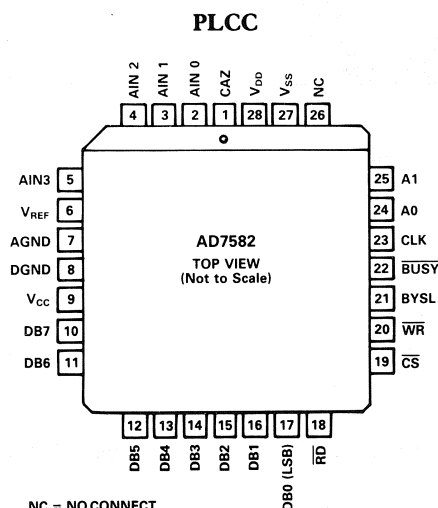 PLCC
AIN 2
AIN 1
AIN 0
CAZ
VDD
VSS
NC
4 3 2 1 28 27 26
AIN3 5
VREF 6
AGND 7
DGND 8
VCC 9
DB7 10
DB6 11
AD7582
TOP VIEW
(Not to Scale)
25 A1
24 A0
23 CLK
22 BUSY
21 BYSL
20 WR
19 CS
12 13 14 15 16 17 18
DB5
DB4
DB3
DB2
DB1
DB0 (LSB)
RD
NC = NO CONNECT